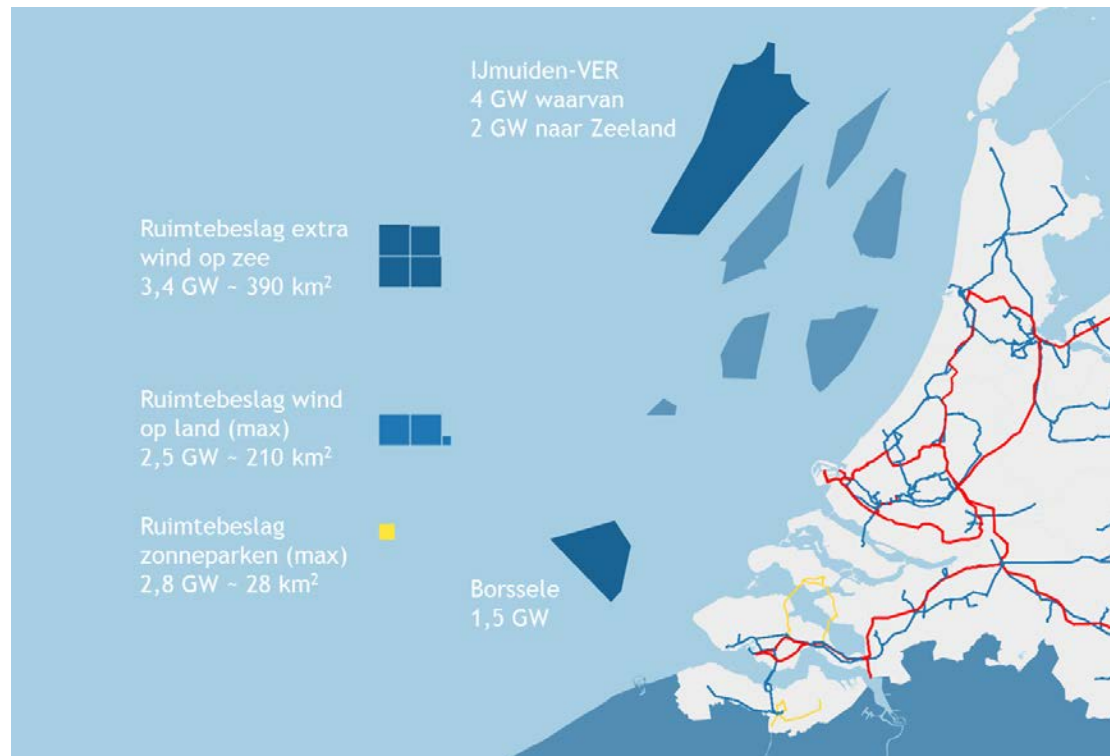 IJmuiden-VER
4 GW waarvan
2 GW naar Zeeland
Ruimtebeslag extra
wind op zee
3,4 GW ~ 390 km²
Ruimtebeslag wind
op land (max)
2,5 GW ~ 210 km²
Ruimtebeslag
zonneparken (max)
2,8 GW ~ 28 km²
Borssele
1,5 GW